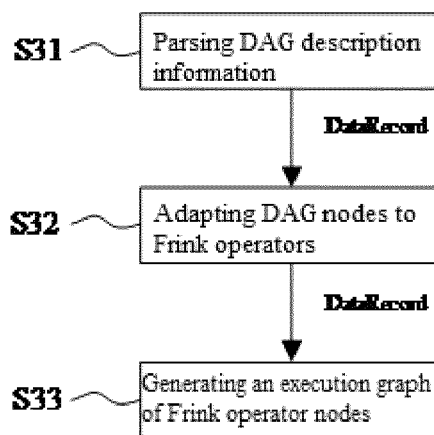 S31
Parsing DAG description
information
DataRecord
S32
Adapting DAG nodes to
Frink operators
DataRecord
S33
Generating an execution graph
of Frink operator nodes